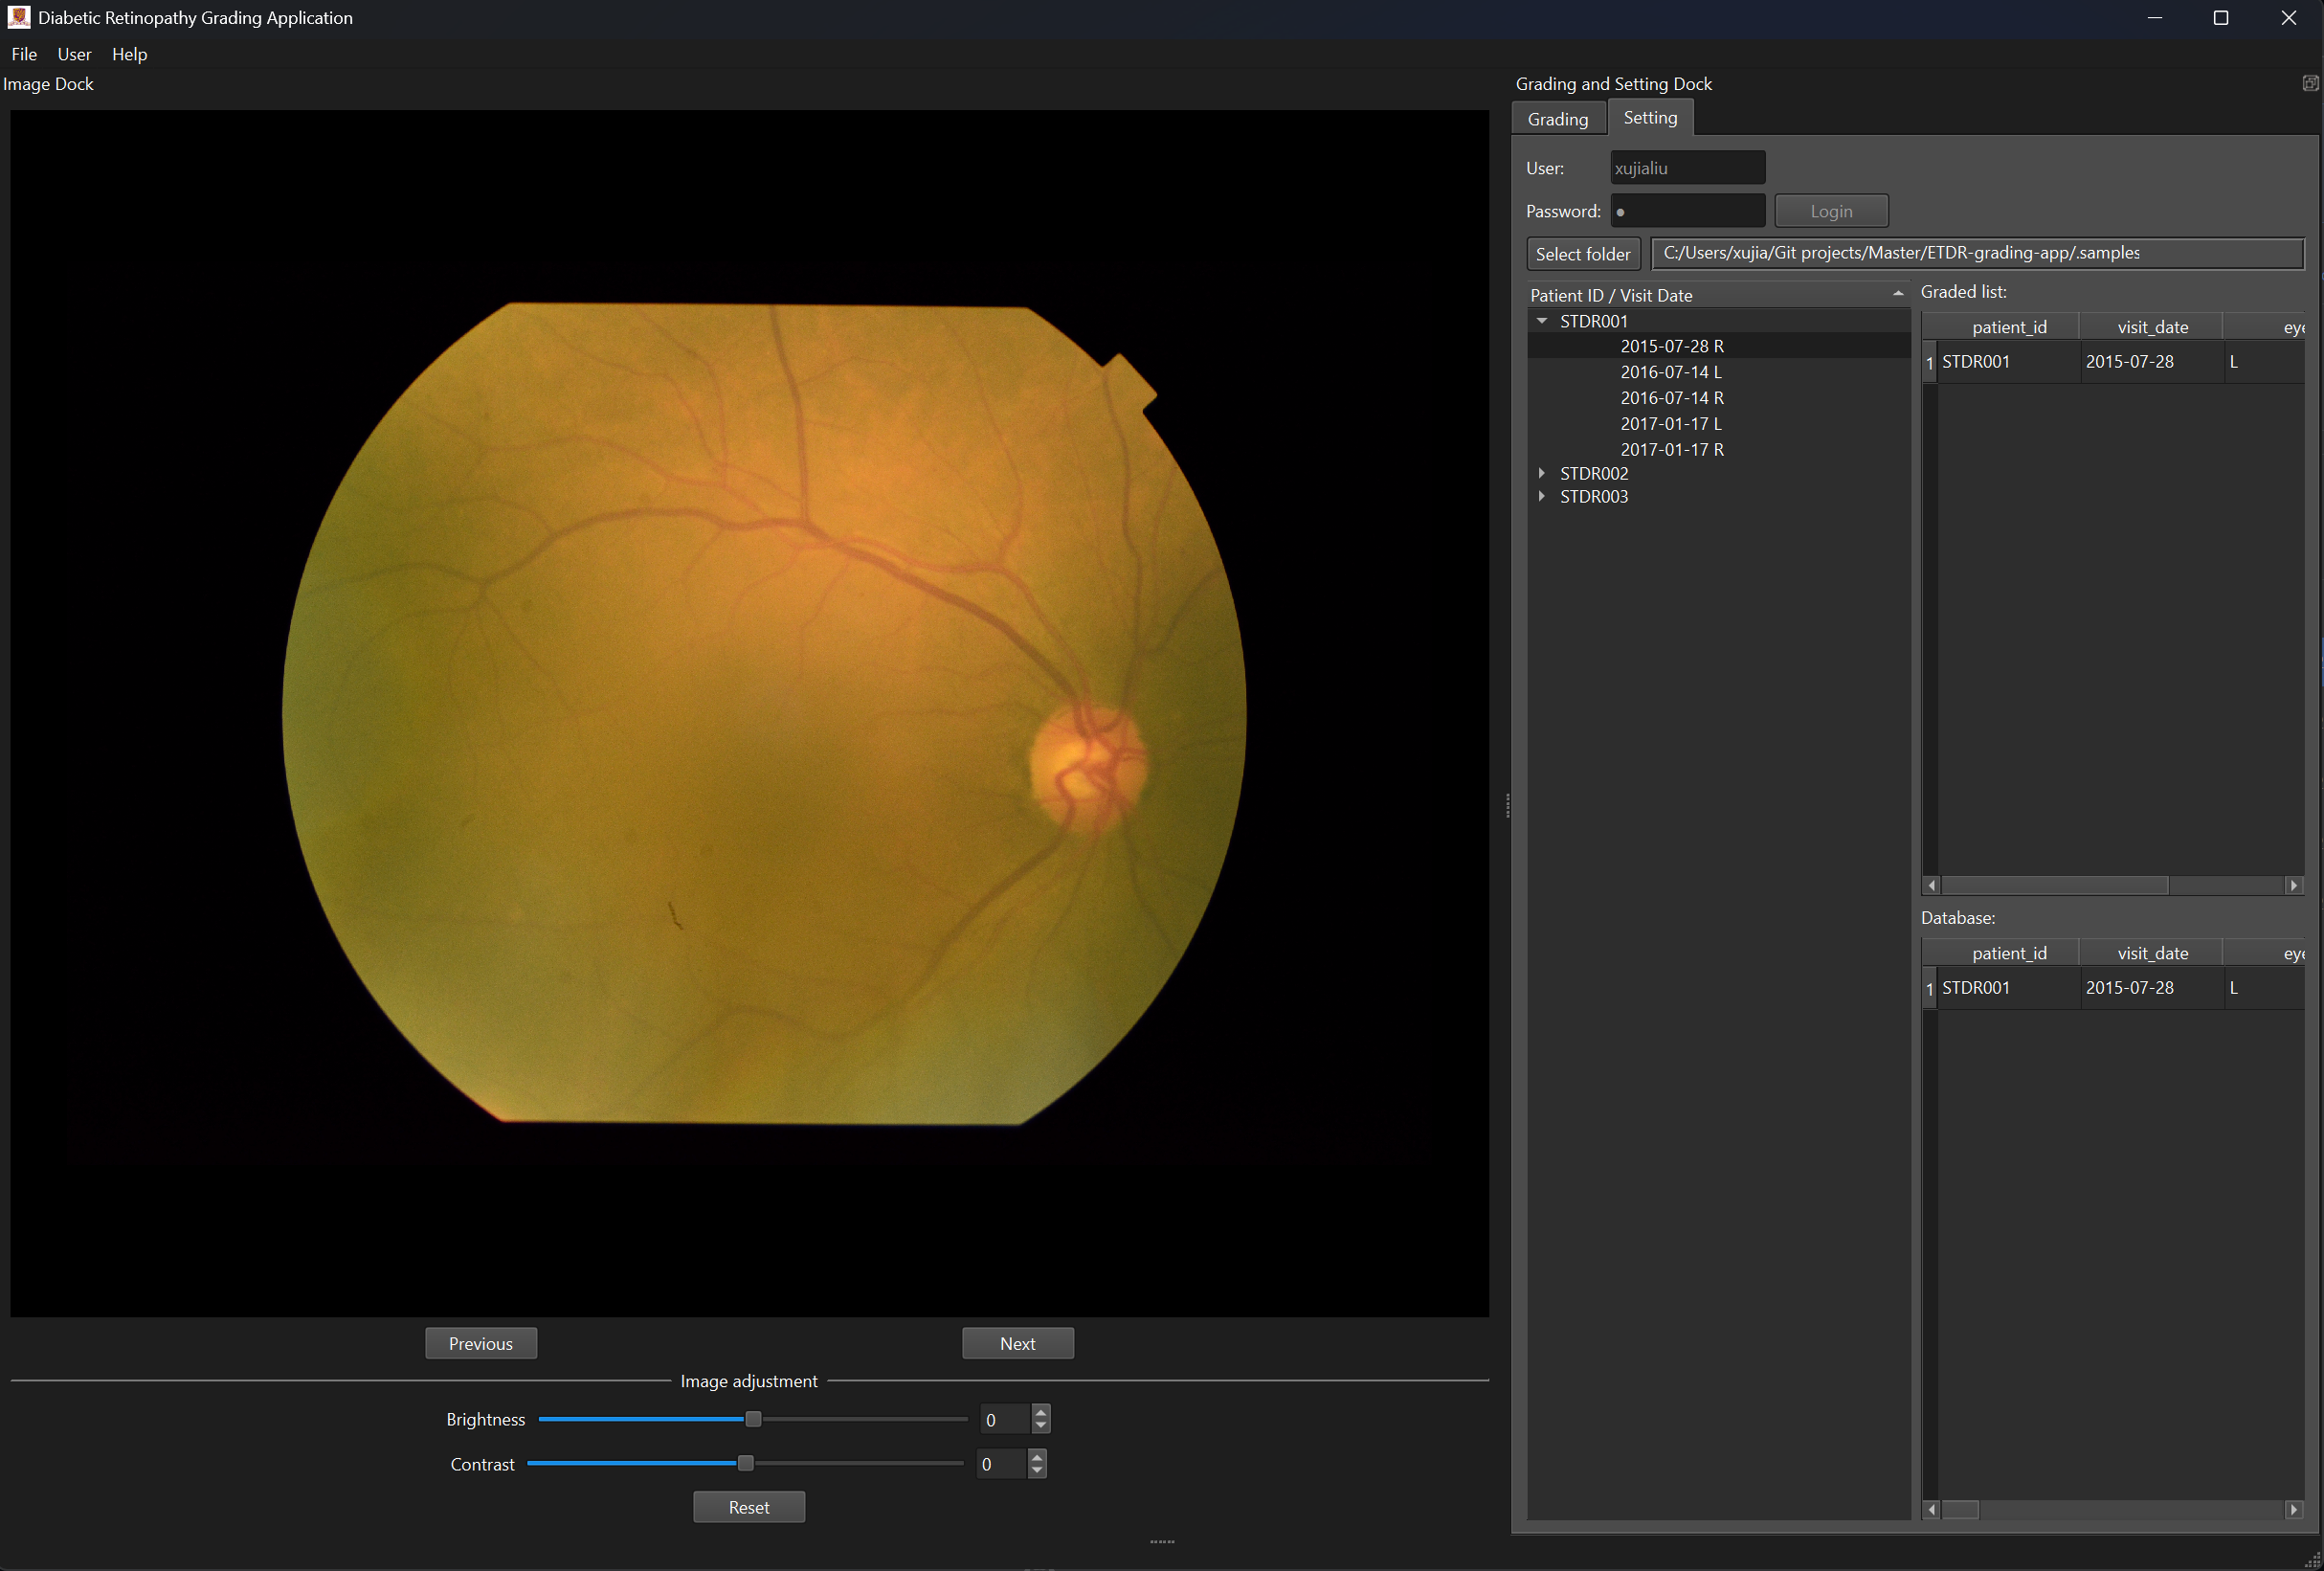 Diabetic Retinopathy Grading Application
File User Help
Image Dock
Previous Next
Image adjustment
Brightness 0
Contrast 0
Reset
Grading and Setting Dock
Grading Setting
User: xujialiu
Password: ● Login
Select folder C:/Users/xujia/Git projects/Master/ETDR-grading-app/.samples
Patient ID / Visit Date
STDR001
2015-07-28 R
2016-07-14 L
2016-07-14 R
2017-01-17 L
2017-01-17 R
STDR002
STDR003
Graded list:
patient_id visit_date eye
1 STDR001 2015-07-28 L
Database:
patient_id visit_date eye
1 STDR001 2015-07-28 L